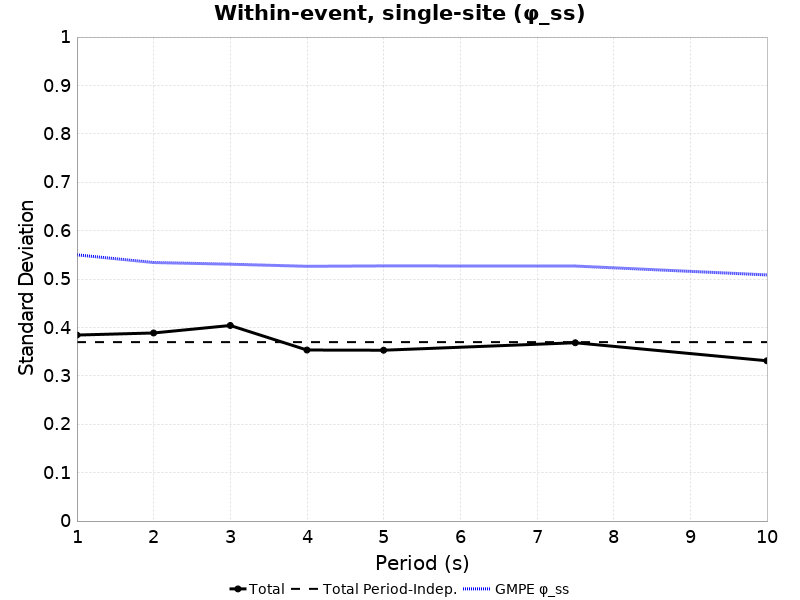 Within-event, single-site (φ_ss)
1
0.9
0.8
0.7
0.6
0.5
0.4
0.3
0.2
0.1
0
Standard Deviation
1 2 3 4 5 6 7 8 9 10
Period (s)
Total Total Period-Indep. GMPE φ_ss